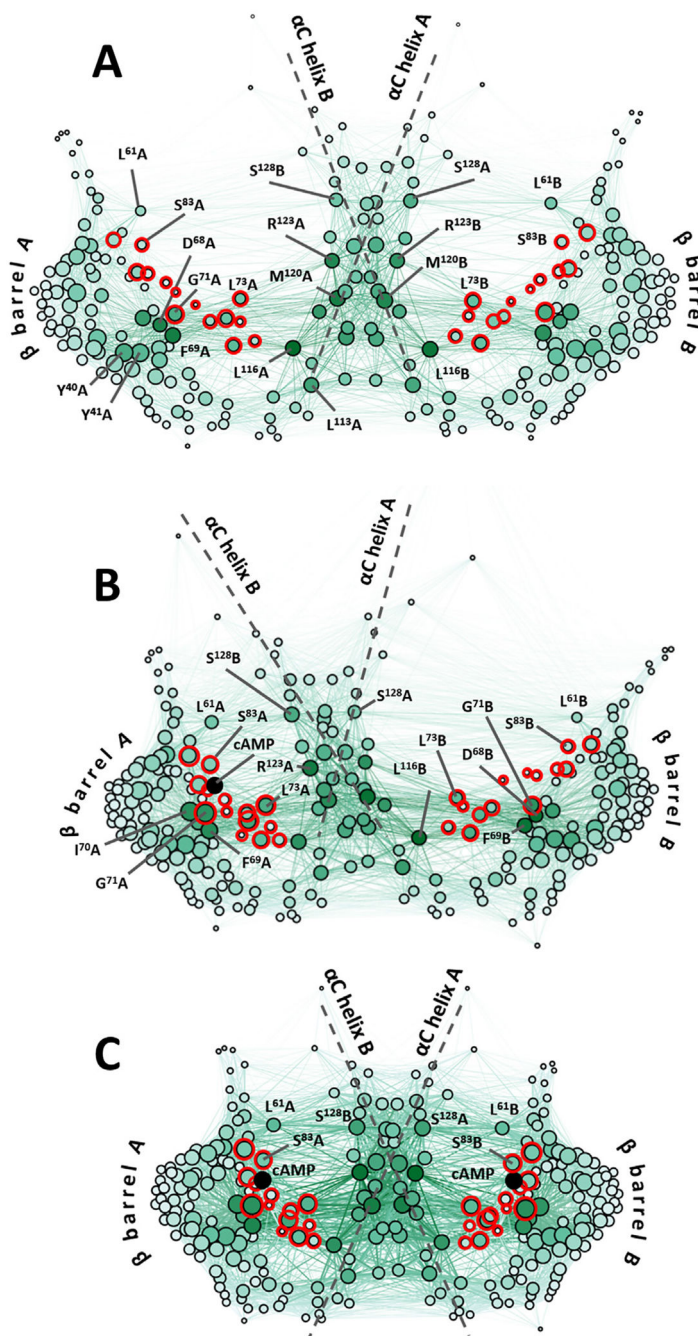 A
αC helix B
αC helix A
L⁶¹A
S⁸³A
D⁶⁸A
G⁷¹A
L⁷³A
F⁶⁹A
Y⁴⁰A
Y⁴¹A
S¹²⁸B
R¹²³A
M¹²⁰A
L¹¹⁶A
L¹¹³A
S¹²⁸A
R¹²³B
M¹²⁰B
L¹¹⁶B
L⁶¹B
S⁸³B
L⁷³B
β barrel A
β barrel B
B
αC helix B
αC helix A
S¹²⁸B
L⁶¹A
S⁸³A
cAMP
R¹²³A
L⁷³A
I⁷⁰A
G⁷¹A
F⁶⁹A
S¹²⁸A
G⁷¹B
L⁶¹B
S⁸³B
L⁷³B
D⁶⁸B
L¹¹⁶B
F⁶⁹B
β barrel A
β barrel B
C
αC helix B
αC helix A
L⁶¹A
S¹²⁸B
S¹²⁸A
L⁶¹B
S⁸³A
S⁸³B
cAMP
cAMP
β barrel A
β barrel B